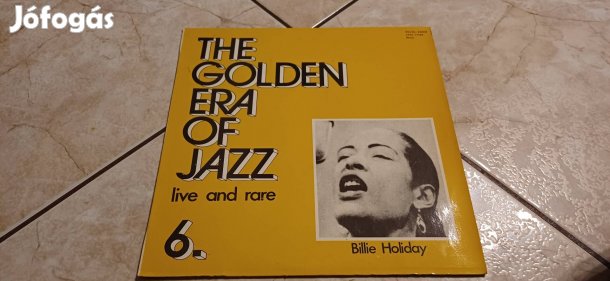 Jófogás
THE
GOLDEN
ERA
OF
JAZZ
live and rare
6.
Billie Holiday